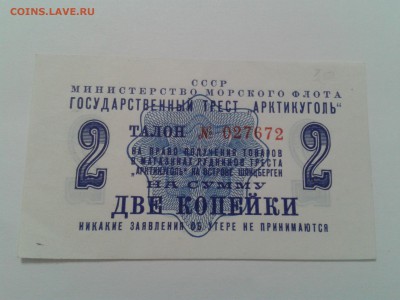 COINS.LAVE.RU
СССР
МИНИСТЕРСТВО МОРСКОГО ФЛОТА
ГОСУДАРСТВЕННЫЙ ТРЕСТ „АРКТИКУГОЛЬ"
ТАЛОН № 027672
НА ПРАВО ПОЛУЧЕНИЯ ТОВАРОВ
В МАГАЗИНАХ РУДНИКОВ ТРЕСТА
„АРКТИКУГОЛЬ" НА ОСТРОВЕ ШПИЦБЕРГЕН
НА СУММУ
2 2
ДВЕ КОПЕЙКИ
НИКАКИЕ ЗАЯВЛЕНИЯ ОБ УТЕРЕ НЕ ПРИНИМАЮТСЯ